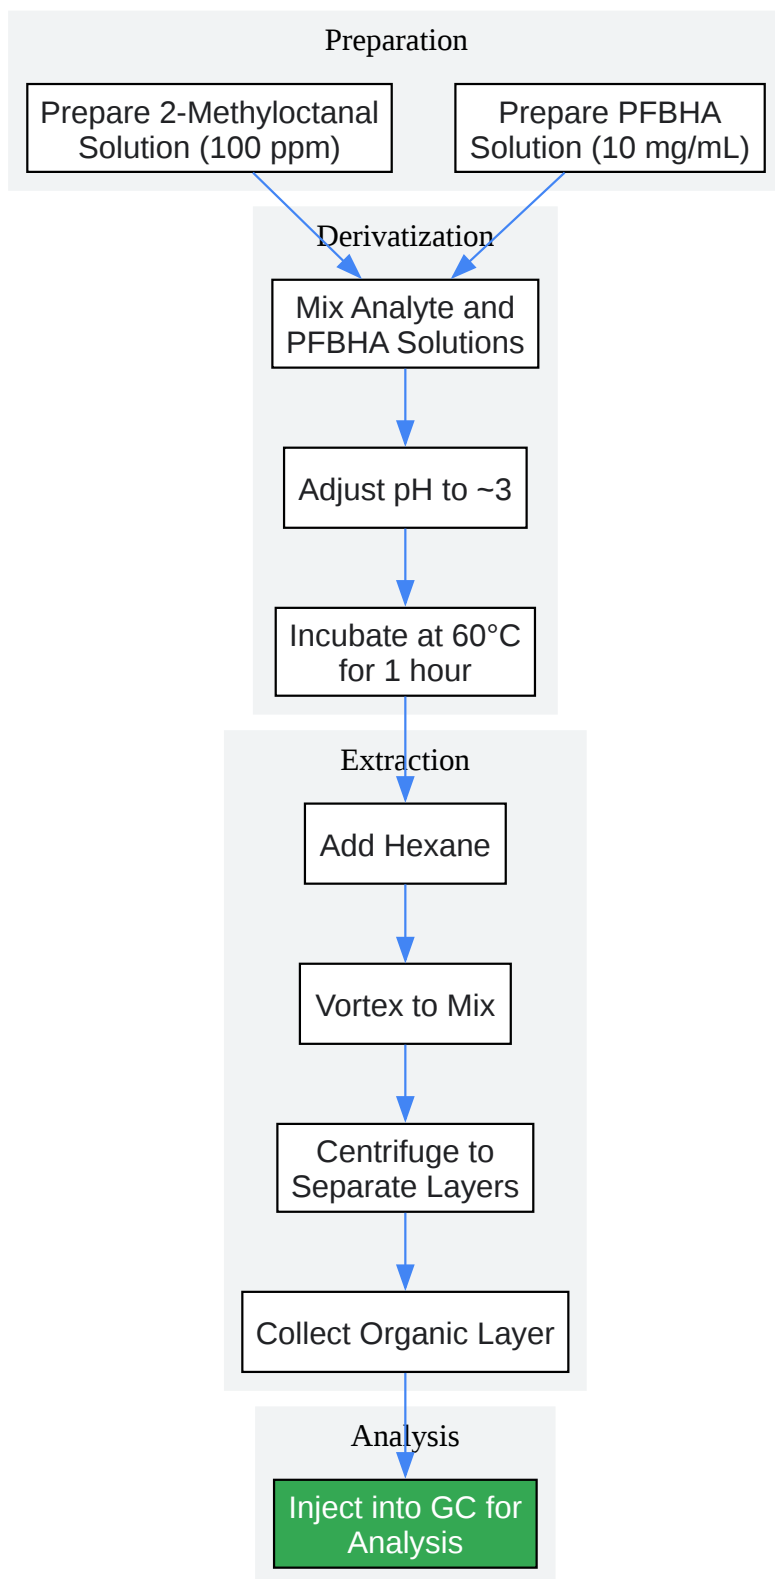 Preparation
Prepare 2-Methyloctanal
Solution (100 ppm)
Prepare PFBHA
Solution (10 mg/mL)
Derivatization
Mix Analyte and
PFBHA Solutions
Adjust pH to ~3
Incubate at 60°C
for 1 hour
Extraction
Add Hexane
Vortex to Mix
Centrifuge to
Separate Layers
Collect Organic Layer
Analysis
Inject into GC for
Analysis